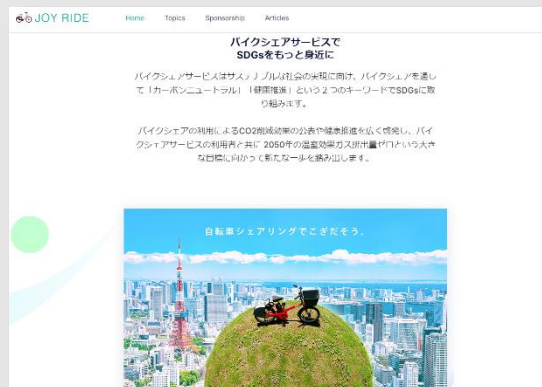 JOY RIDE
Home Topics Sponsorship Articles
バイクシェアサービスで
SDGsをもっと身近に
バイクシェアサービスはサステナブルな社会の実現に向け、バイクシェアを通し
て「カーボンニュートラル」「健康推進」という2つのキーワードでSDGsに取
り組みます。
バイクシェアの利用によるCO2削減効果の公表や健康推進を広く啓発し、バイ
クシェアサービスの利用者と共に 2050年の温室効果ガス排出量ゼロという大き
な目標に向かって新たな一歩を踏み出します。
自転車シェアリングでこぎだそう。